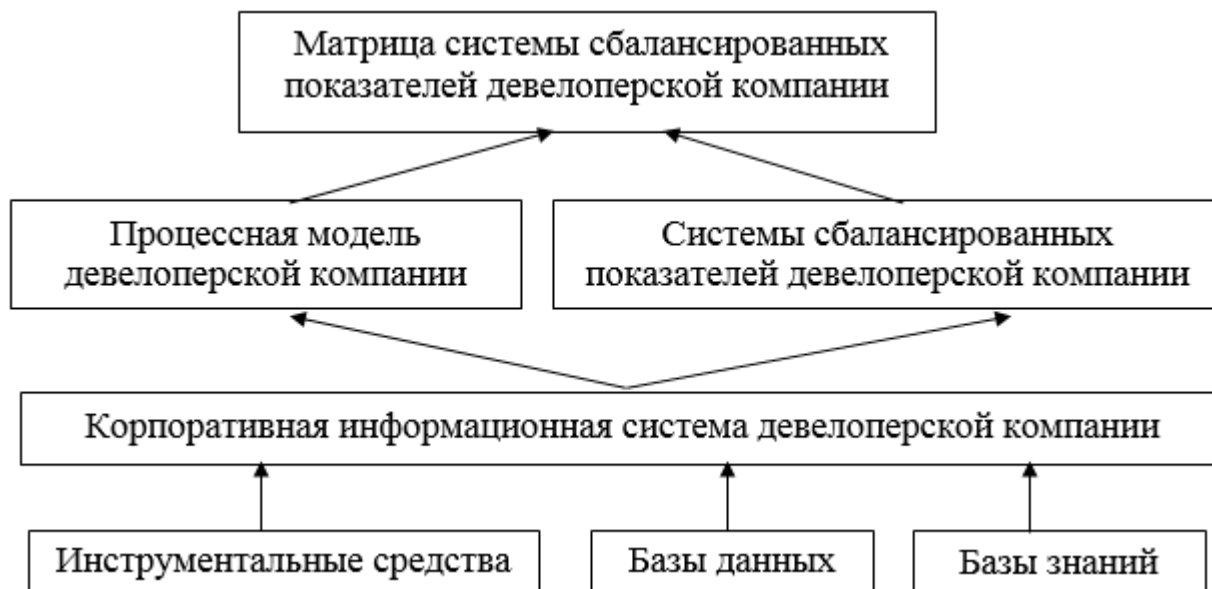 Матрица системы сбалансированных
показателей девелоперской компании
Процессная модель
девелоперской компании
Системы сбалансированных
показателей девелоперской компании
Корпоративная информационная система девелоперской компании
Инструментальные средства
Базы данных
Базы знаний